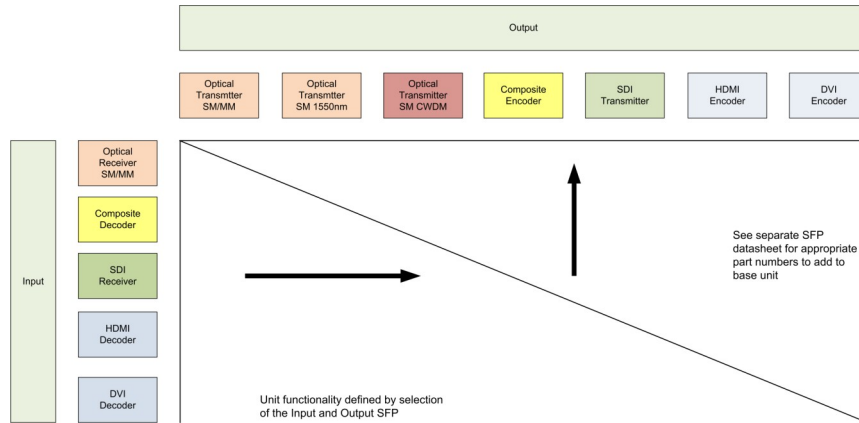 Output
Optical
Transmtter
SM/MM
Optical
Transmtter
SM 1550nm
Optical
Transmtter
SM CWDM
Composite
Encoder
SDI
Transmitter
HDMI
Encoder
DVI
Encoder
Input
Optical
Receiver
SM/MM
Composite
Decoder
SDI
Receiver
HDMI
Decoder
DVI
Decoder
See separate SFP
datasheet for appropriate
part numbers to add to
base unit
Unit functionality defined by selection
of the Input and Output SFP